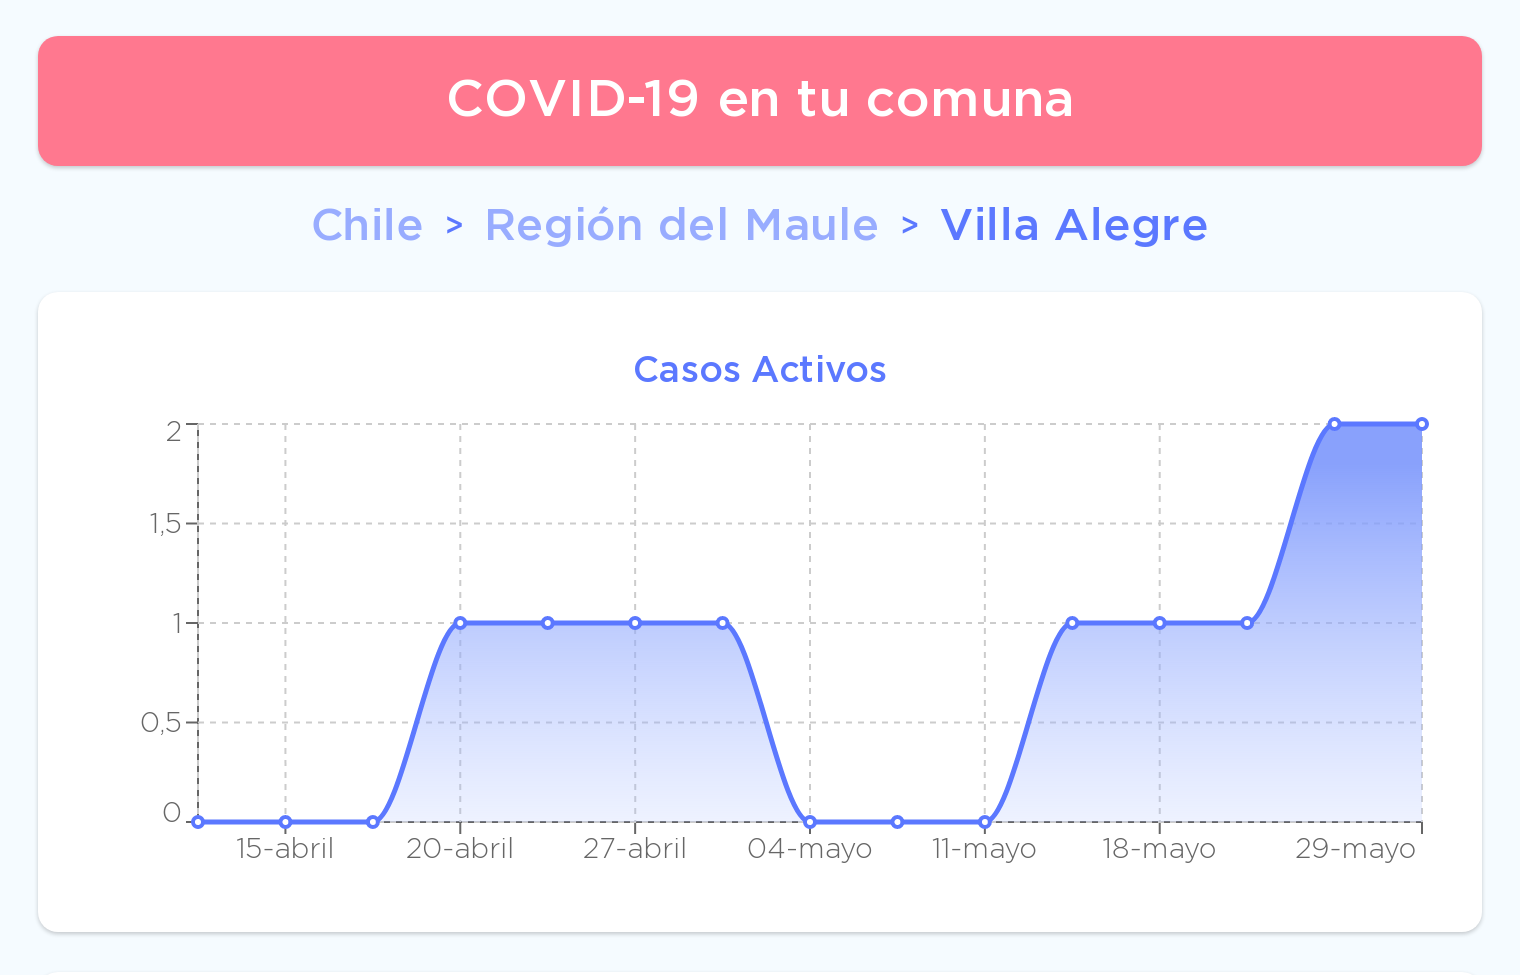 COVID-19 en tu comuna
Chile > Región del Maule > Villa Alegre
Casos Activos
2
1,5
1
0,5
0
15-abril 20-abril 27-abril 04-mayo 11-mayo 18-mayo 29-mayo